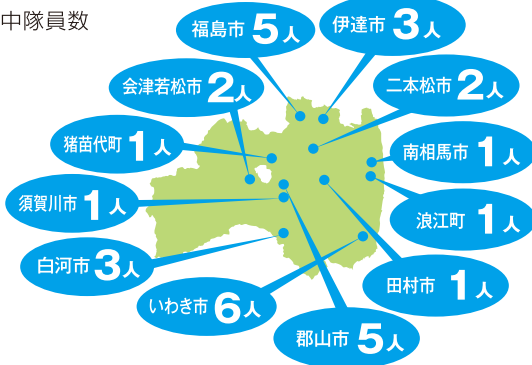 中隊員数
福島市 5人
伊達市 3人
会津若松市 2人
二本松市 2人
猪苗代町 1人
南相馬市 1人
須賀川市 1人
浪江町 1人
白河市 3人
田村市 1人
いわき市 6人
郡山市 5人